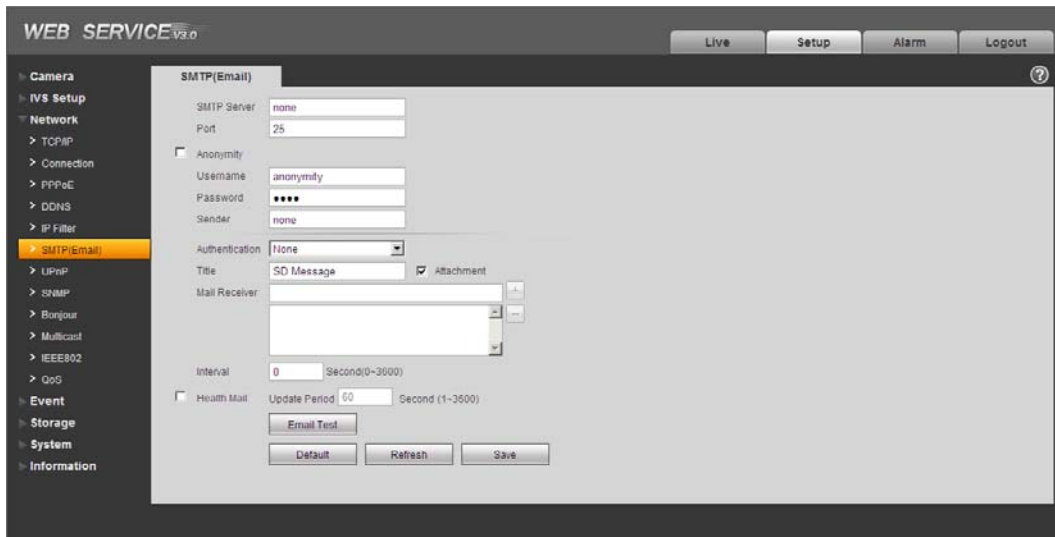 WEB SERVICE V3.0
Live Setup Alarm Logout
Camera
IVS Setup
Network
> TCP/IP
> Connection
> PPPoE
> DDNS
> IP Filter
> SMTP(Email)
> UPnP
> SNMP
> Bonjour
> Multicast
> IEEE802
> QoS
Event
Storage
System
Information
SMTP(Email) ?
SMTP Server none
Port 25
Anonymity
Username anonymity
Password ●●●●
Sender none
Authentication None
Title SD Message Attachment
Mail Receiver +
−
Interval 0 Second(0~3600)
Health Mail Update Period 60 Second (1~3600)
Email Test
Default Refresh Save